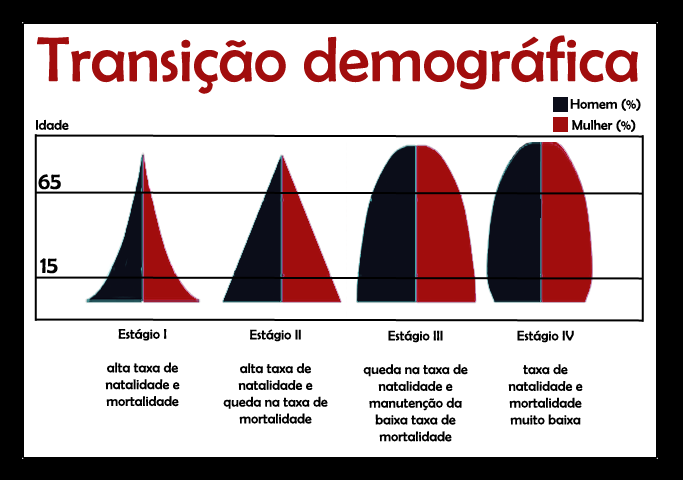 Transição demográfica
Homem (%)
Mulher (%)
Idade
65
15
Estágio I
alta taxa de
natalidade e
mortalidade
Estágio II
alta taxa de
natalidade e
queda na taxa de
mortalidade
Estágio III
queda na taxa de
natalidade e
manutenção da
baixa taxa de
mortalidade
Estágio IV
taxa de
natalidade e
mortalidade
muito baixa